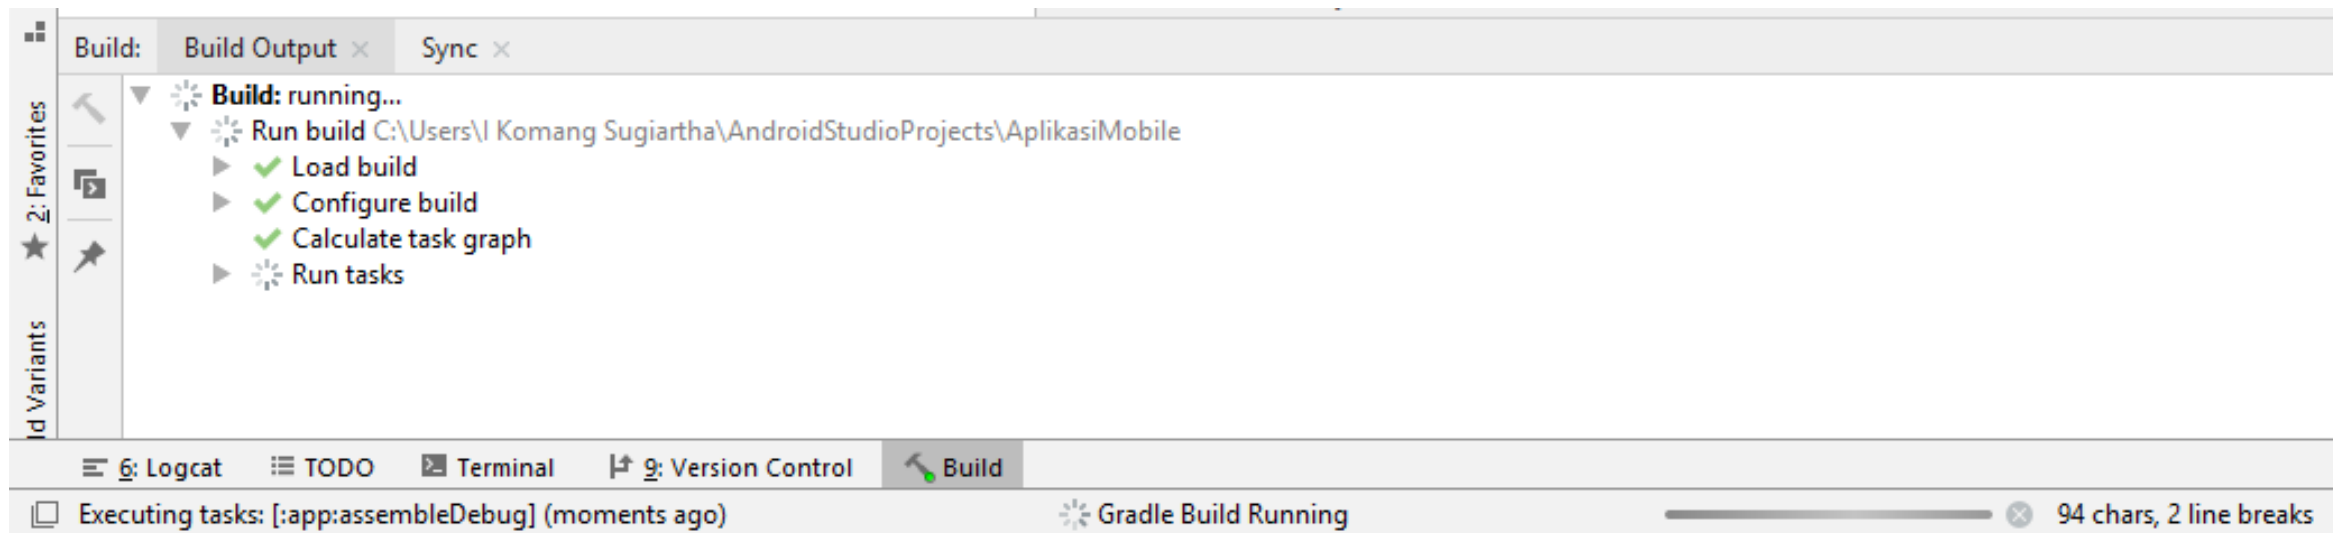 Build: Build Output Sync
Build: running...
Run build C:\Users\I Komang Sugiartha\AndroidStudioProjects\AplikasiMobile
Load build
Configure build
Calculate task graph
Run tasks
2: Favorites
ld Variants
6: Logcat TODO Terminal 9: Version Control Build
Executing tasks: [:app:assembleDebug] (moments ago) Gradle Build Running 94 chars, 2 line breaks